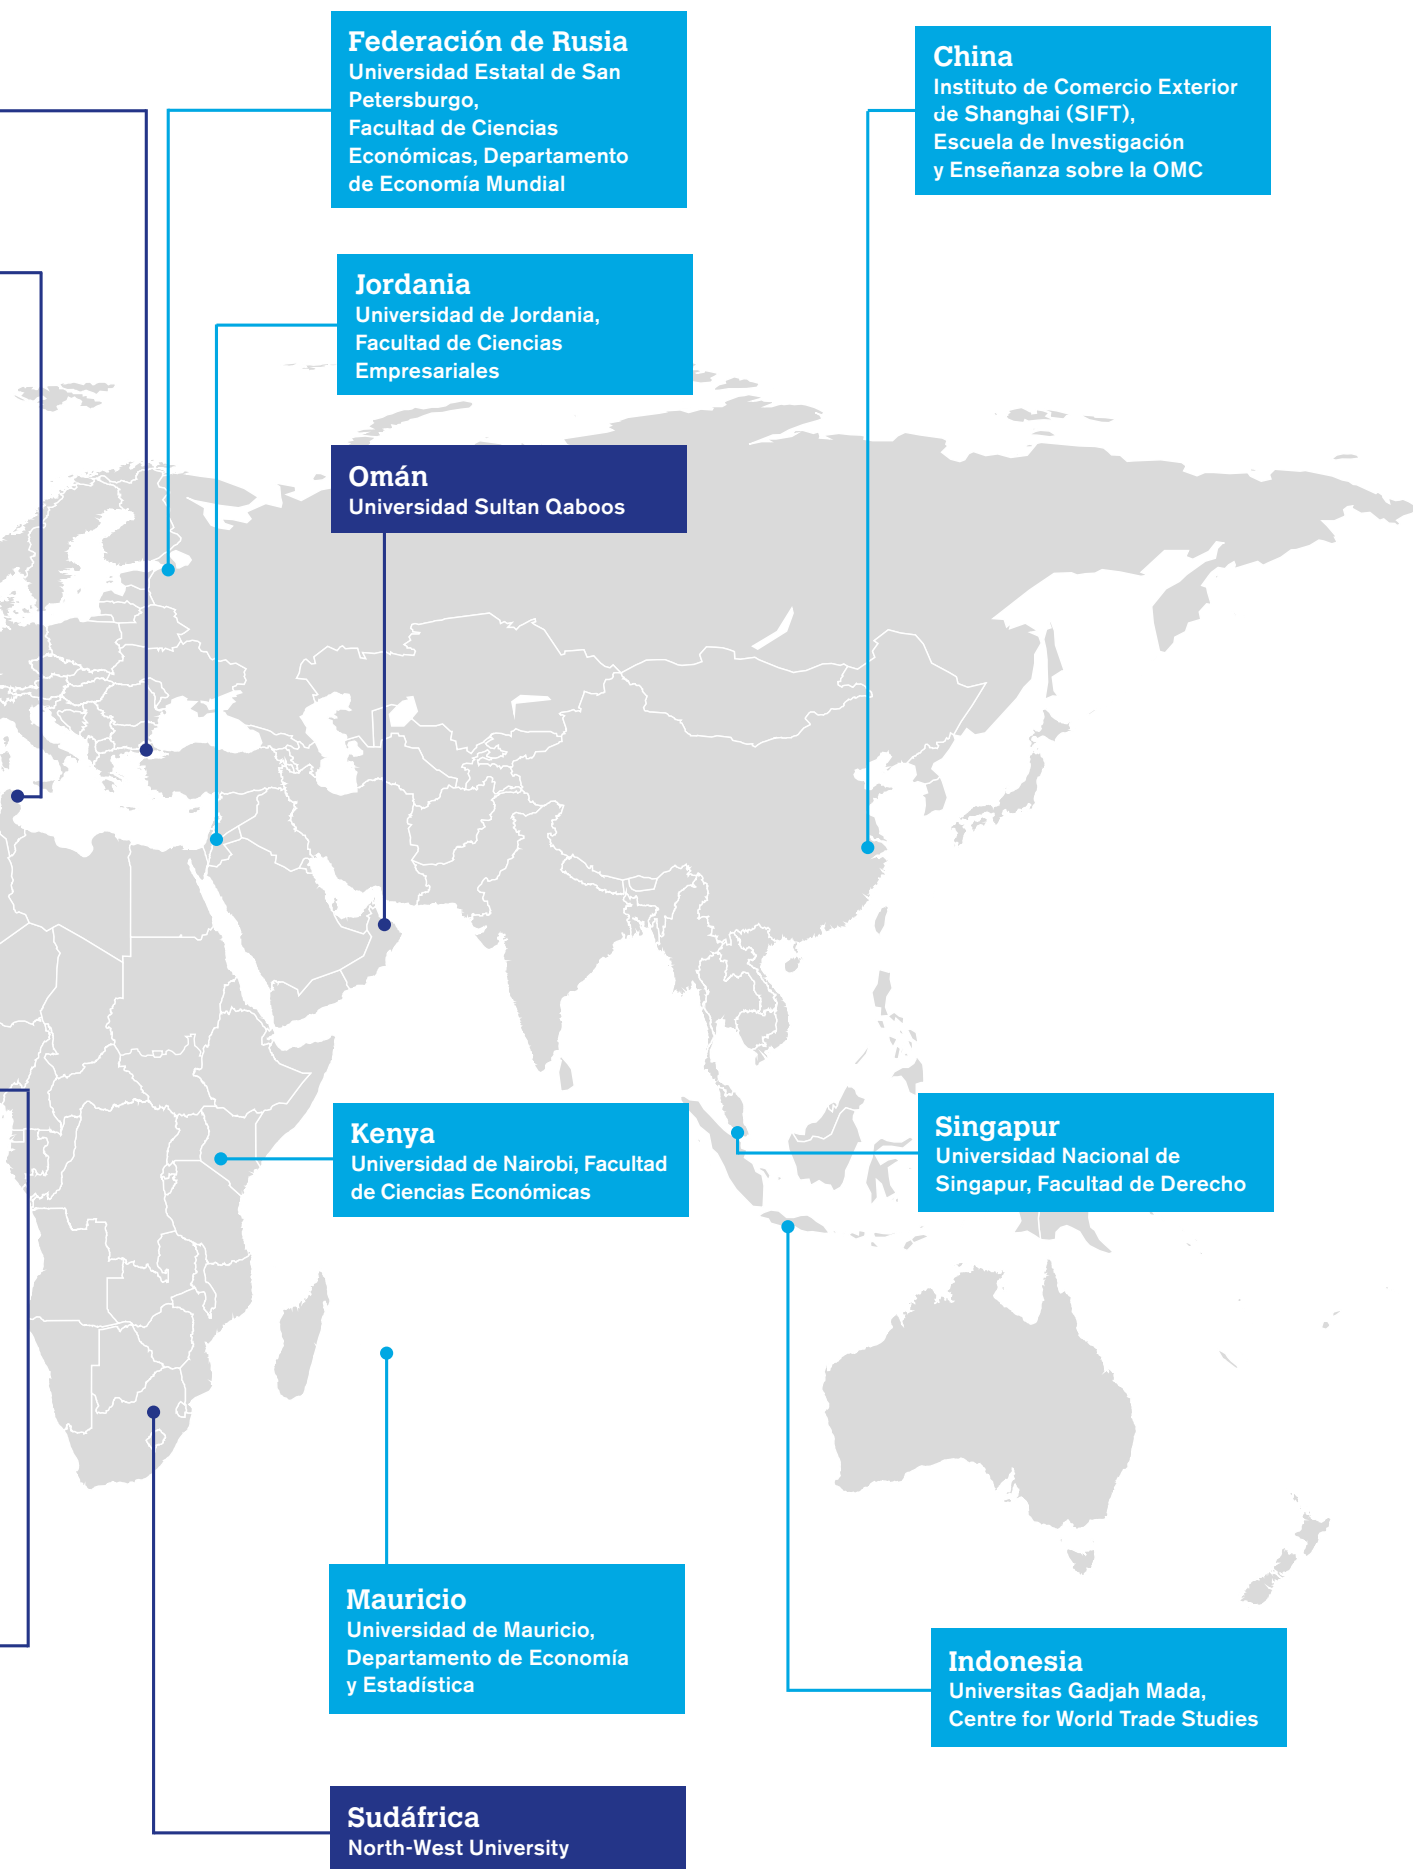 Federación de Rusia
Universidad Estatal de San
Petersburgo,
Facultad de Ciencias
Económicas, Departamento
de Economía Mundial
China
Instituto de Comercio Exterior
de Shanghai (SIFT),
Escuela de Investigación
y Enseñanza sobre la OMC
Jordania
Universidad de Jordania,
Facultad de Ciencias
Empresariales
Omán
Universidad Sultan Qaboos
Kenya
Universidad de Nairobi, Facultad
de Ciencias Económicas
Singapur
Universidad Nacional de
Singapur, Facultad de Derecho
Mauricio
Universidad de Mauricio,
Departamento de Economía
y Estadística
Indonesia
Universitas Gadjah Mada,
Centre for World Trade Studies
Sudáfrica
North-West University